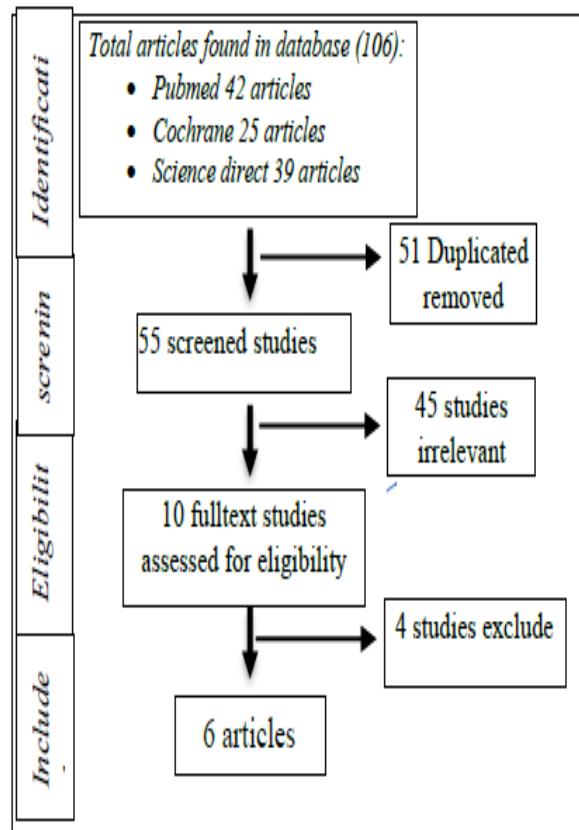 Identificati
Total articles found in database (106):
• Pubmed 42 articles
• Cochrane 25 articles
• Science direct 39 articles
51 Duplicated
removed
screnin
55 screened studies
45 studies
irrelevant
Eligibilit
10 fulltext studies
assessed for eligibility
4 studies exclude
Include
6 articles